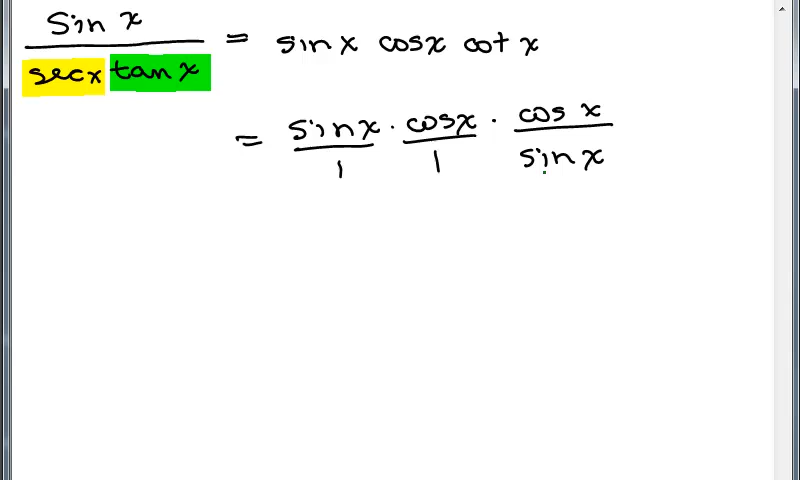 sin x / sec x tan x = sin x cos x cot x
= sin x / 1 · cos x / 1 · cos x / sin x